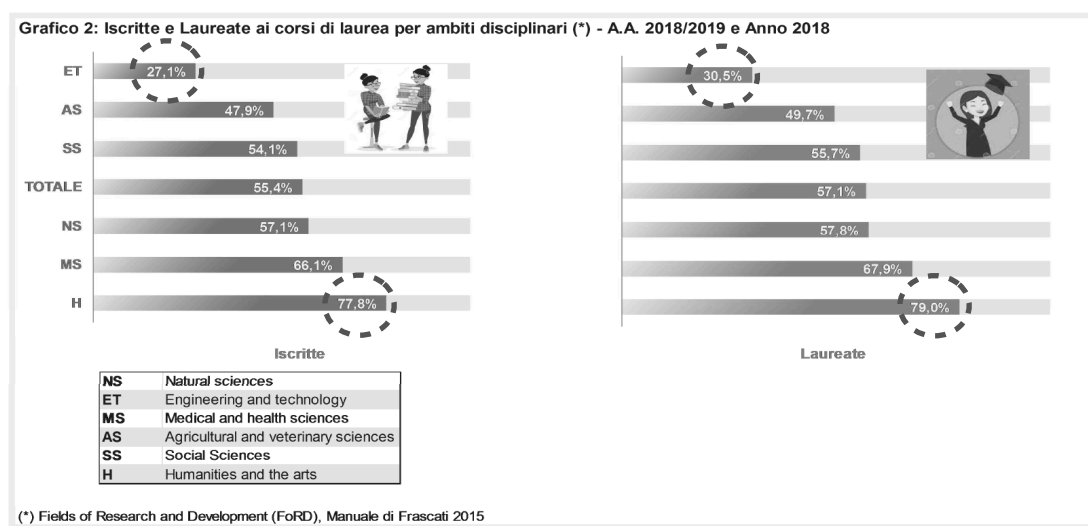 Grafico 2: Iscritte e Laureate ai corsi di laurea per ambiti disciplinari (*) - A.A. 2018/2019 e Anno 2018
ET 27,1% 30,5%
AS 47,9% 49,7%
SS 54,1% 55,7%
TOTALE 55,4% 57,1%
NS 57,1% 57,8%
MS 66,1% 67,9%
H 77,8% 79,0%
Iscritte Laureate
NS Natural sciences
ET Engineering and technology
MS Medical and health sciences
AS Agricultural and veterinary sciences
SS Social Sciences
H Humanities and the arts
(*) Fields of Research and Development (FoRD), Manuale di Frascati 2015